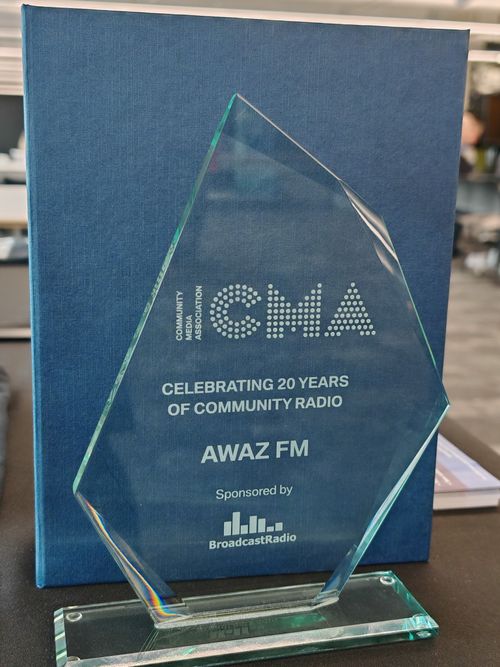 COMMUNITY
MEDIA
ASSOCIATION
CMA
CELEBRATING 20 YEARS
OF COMMUNITY RADIO
AWAZ FM
Sponsored by
BroadcastRadio